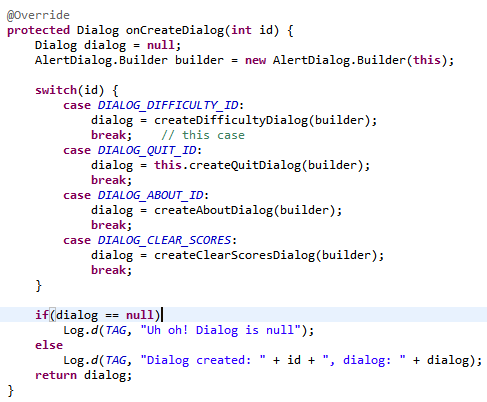 @Override
protected Dialog onCreateDialog(int id) {
    Dialog dialog = null;
    AlertDialog.Builder builder = new AlertDialog.Builder(this);

    switch(id) {
        case DIALOG_DIFFICULTY_ID:
            dialog = createDifficultyDialog(builder);
            break;    // this case
        case DIALOG_QUIT_ID:
            dialog = this.createQuitDialog(builder);
            break;
        case DIALOG_ABOUT_ID:
            dialog = createAboutDialog(builder);
            break;
        case DIALOG_CLEAR_SCORES:
            dialog = createClearScoresDialog(builder);
            break;
    }

    if(dialog == null)
        Log.d(TAG, "Uh oh! Dialog is null");
    else
        Log.d(TAG, "Dialog created: " + id + ", dialog: " + dialog);
    return dialog;
}